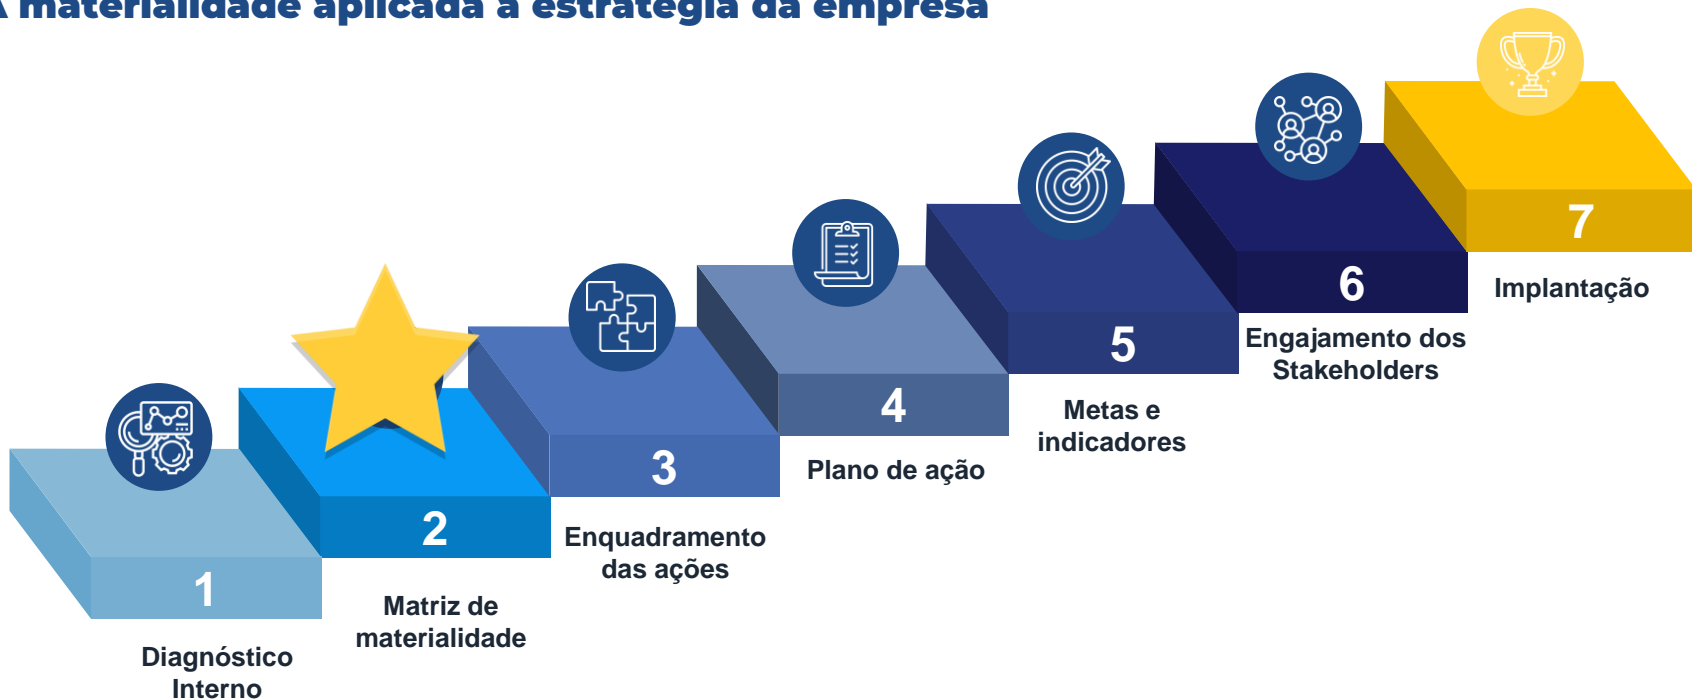 A materialidade aplicada à estratégia da empresa
1
Diagnóstico
Interno
2
Matriz de
materialidade
3
Enquadramento
das ações
4
Plano de ação
5
Metas e
indicadores
6
Engajamento dos
Stakeholders
7
Implantação